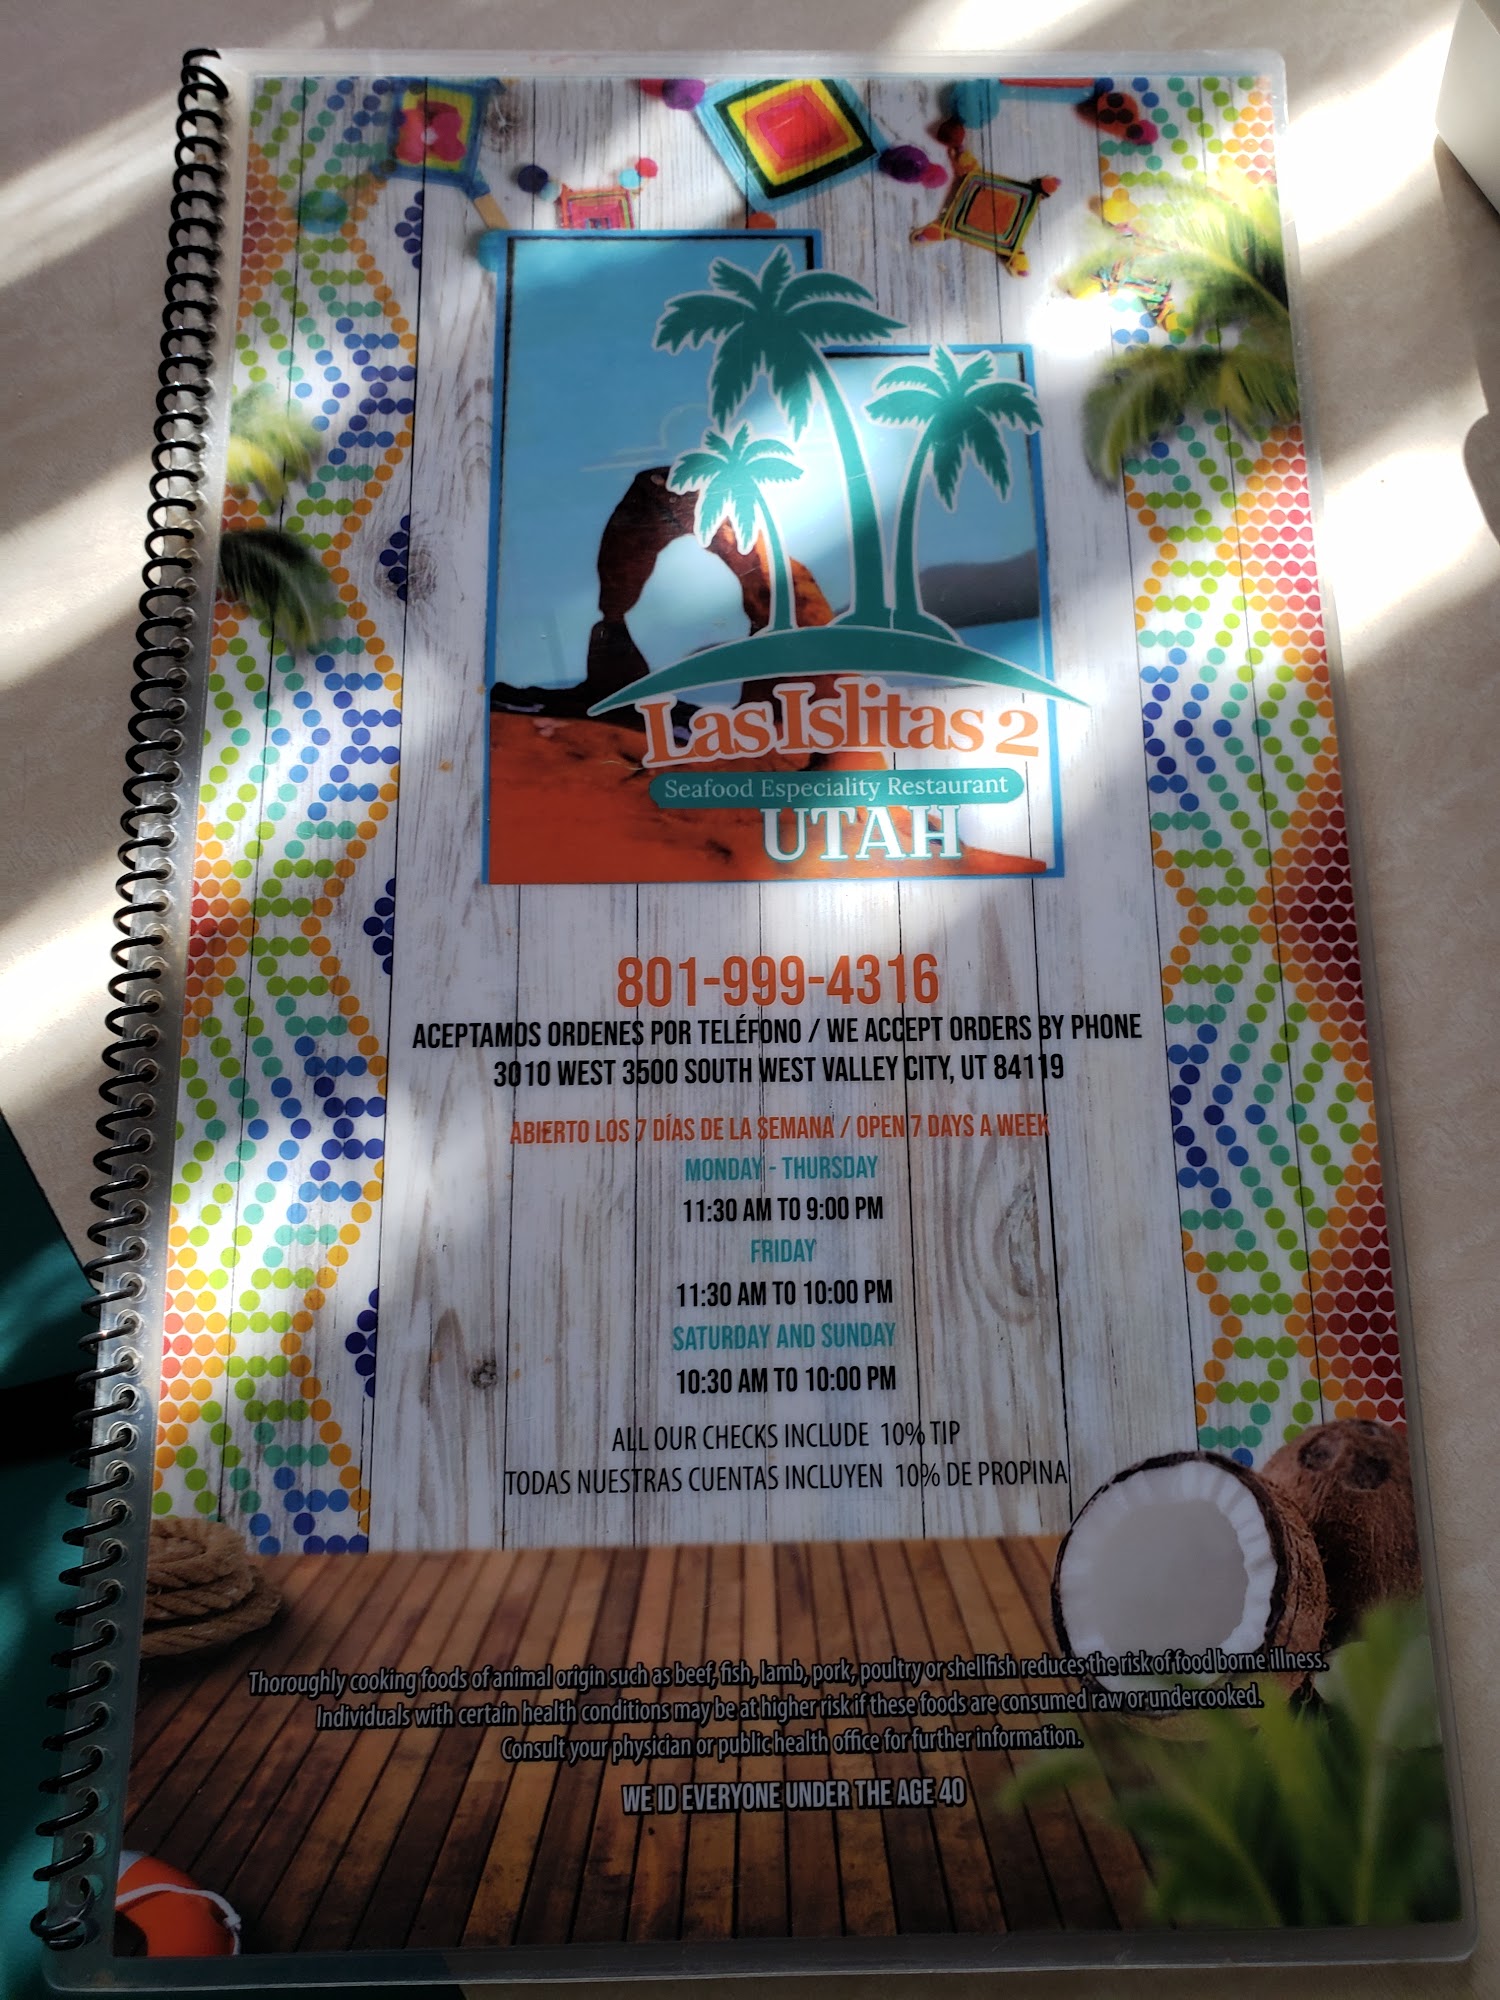 Las Islitas 2
Seafood Especiality Restaurant
UTAH
801-999-4316
ACEPTAMOS ORDENES POR TELÉFONO / WE ACCEPT ORDERS BY PHONE
3010 WEST 3500 SOUTH WEST VALLEY CITY, UT 84119
ABIERTO LOS 7 DÍAS DE LA SEMANA / OPEN 7 DAYS A WEEK
MONDAY - THURSDAY
11:30 AM TO 9:00 PM
FRIDAY
11:30 AM TO 10:00 PM
SATURDAY AND SUNDAY
10:30 AM TO 10:00 PM
ALL OUR CHECKS INCLUDE 10% TIP
TODAS NUESTRAS CUENTAS INCLUYEN 10% DE PROPINA
Thoroughly cooking foods of animal origin such as beef, fish, lamb, pork, poultry or shellfish reduces the risk of food borne illness.
Individuals with certain health conditions may be at higher risk if these foods are consumed raw or undercooked.
Consult your physician or public health office for further information.
WE ID EVERYONE UNDER THE AGE 40